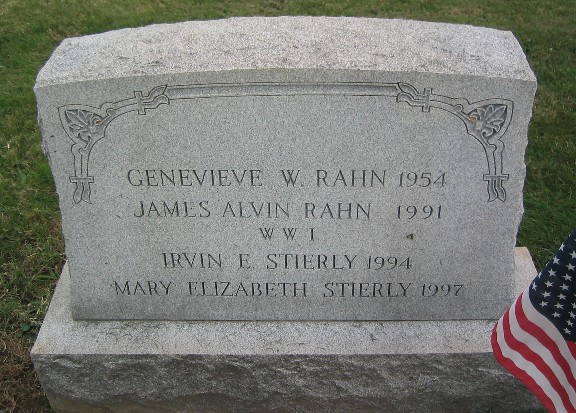 GENEVIEVE W. RAHN 1954
JAMES ALVIN RAHN 1991
WW I
IRVIN E. STIERLY 1994
MARY ELIZABETH STIERLY 1997